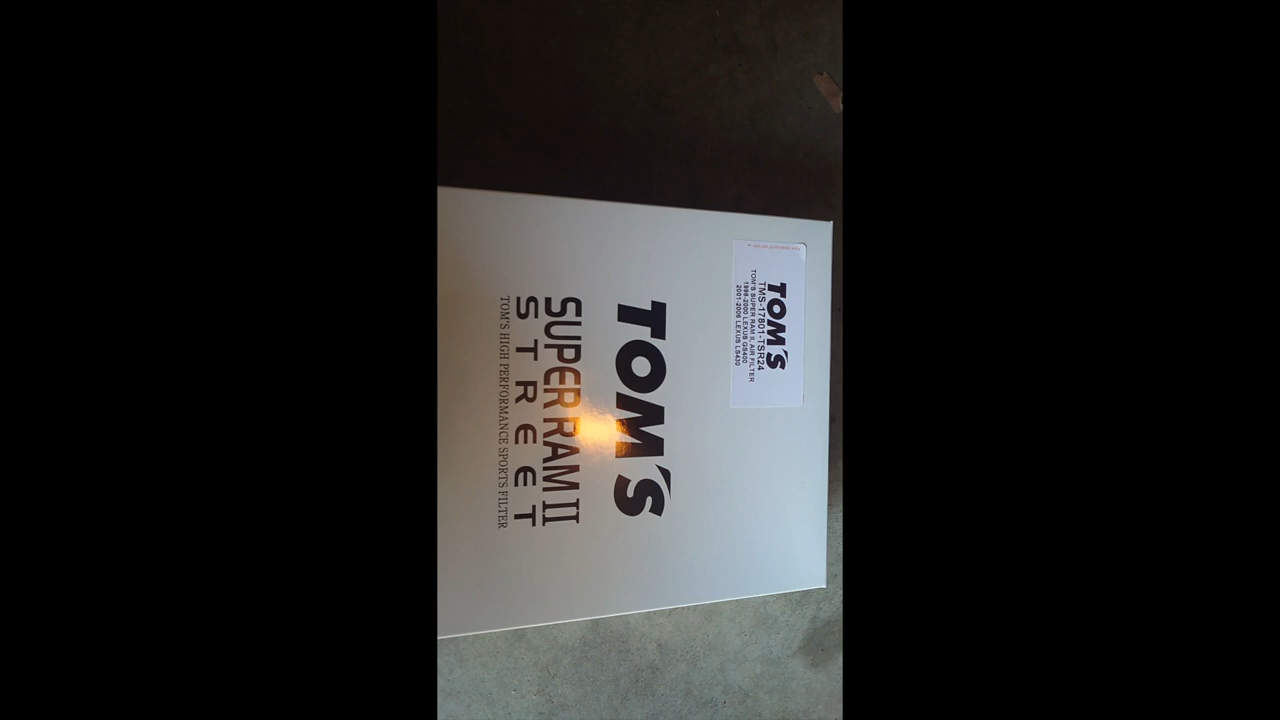 TOM'S
TMS-17801-TSR24
TOM'S SUPER RAM II, AIR FILTER
1998-2000 LEXUS GS400
2001-2006 LEXUS LS430
TOM'S
SUPER RAM II
STREET
TOM'S HIGH PERFORMANCE SPORTS FILTER